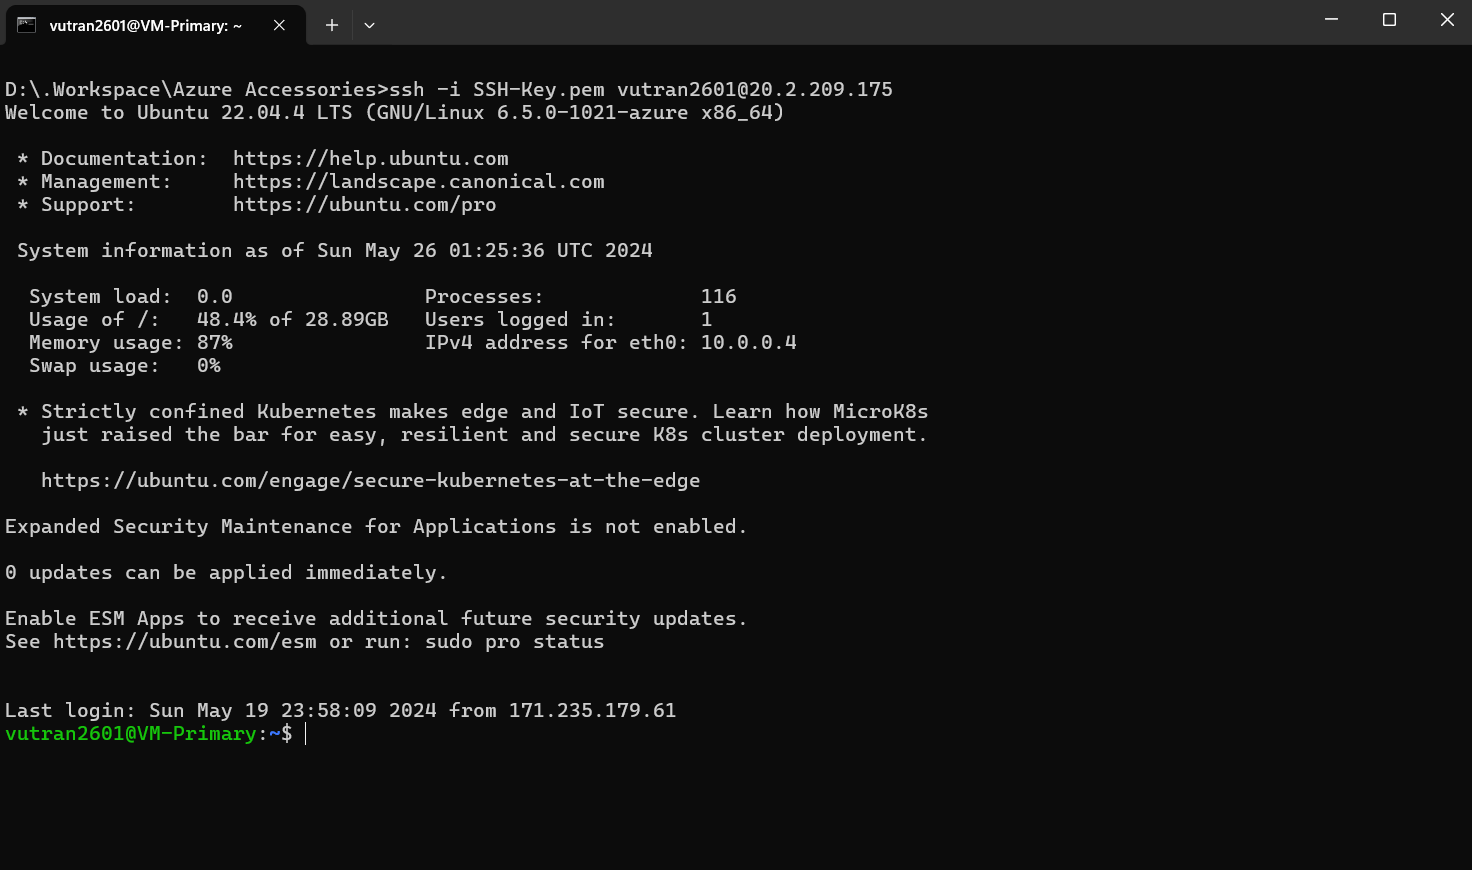 vutran2601@VM-Primary: ~
D:\.Workspace\Azure Accessories>ssh -i SSH-Key.pem vutran2601@20.2.209.175
Welcome to Ubuntu 22.04.4 LTS (GNU/Linux 6.5.0-1021-azure x86_64)
* Documentation:  https://help.ubuntu.com
* Management:     https://landscape.canonical.com
* Support:        https://ubuntu.com/pro
System information as of Sun May 26 01:25:36 UTC 2024
System load:  0.0                Processes:             116
Usage of /:   48.4% of 28.89GB   Users logged in:       1
Memory usage: 87%                IPv4 address for eth0: 10.0.0.4
Swap usage:   0%
* Strictly confined Kubernetes makes edge and IoT secure. Learn how MicroK8s
just raised the bar for easy, resilient and secure K8s cluster deployment.
https://ubuntu.com/engage/secure-kubernetes-at-the-edge
Expanded Security Maintenance for Applications is not enabled.
0 updates can be applied immediately.
Enable ESM Apps to receive additional future security updates.
See https://ubuntu.com/esm or run: sudo pro status
Last login: Sun May 19 23:58:09 2024 from 171.235.179.61
vutran2601@VM-Primary:~$